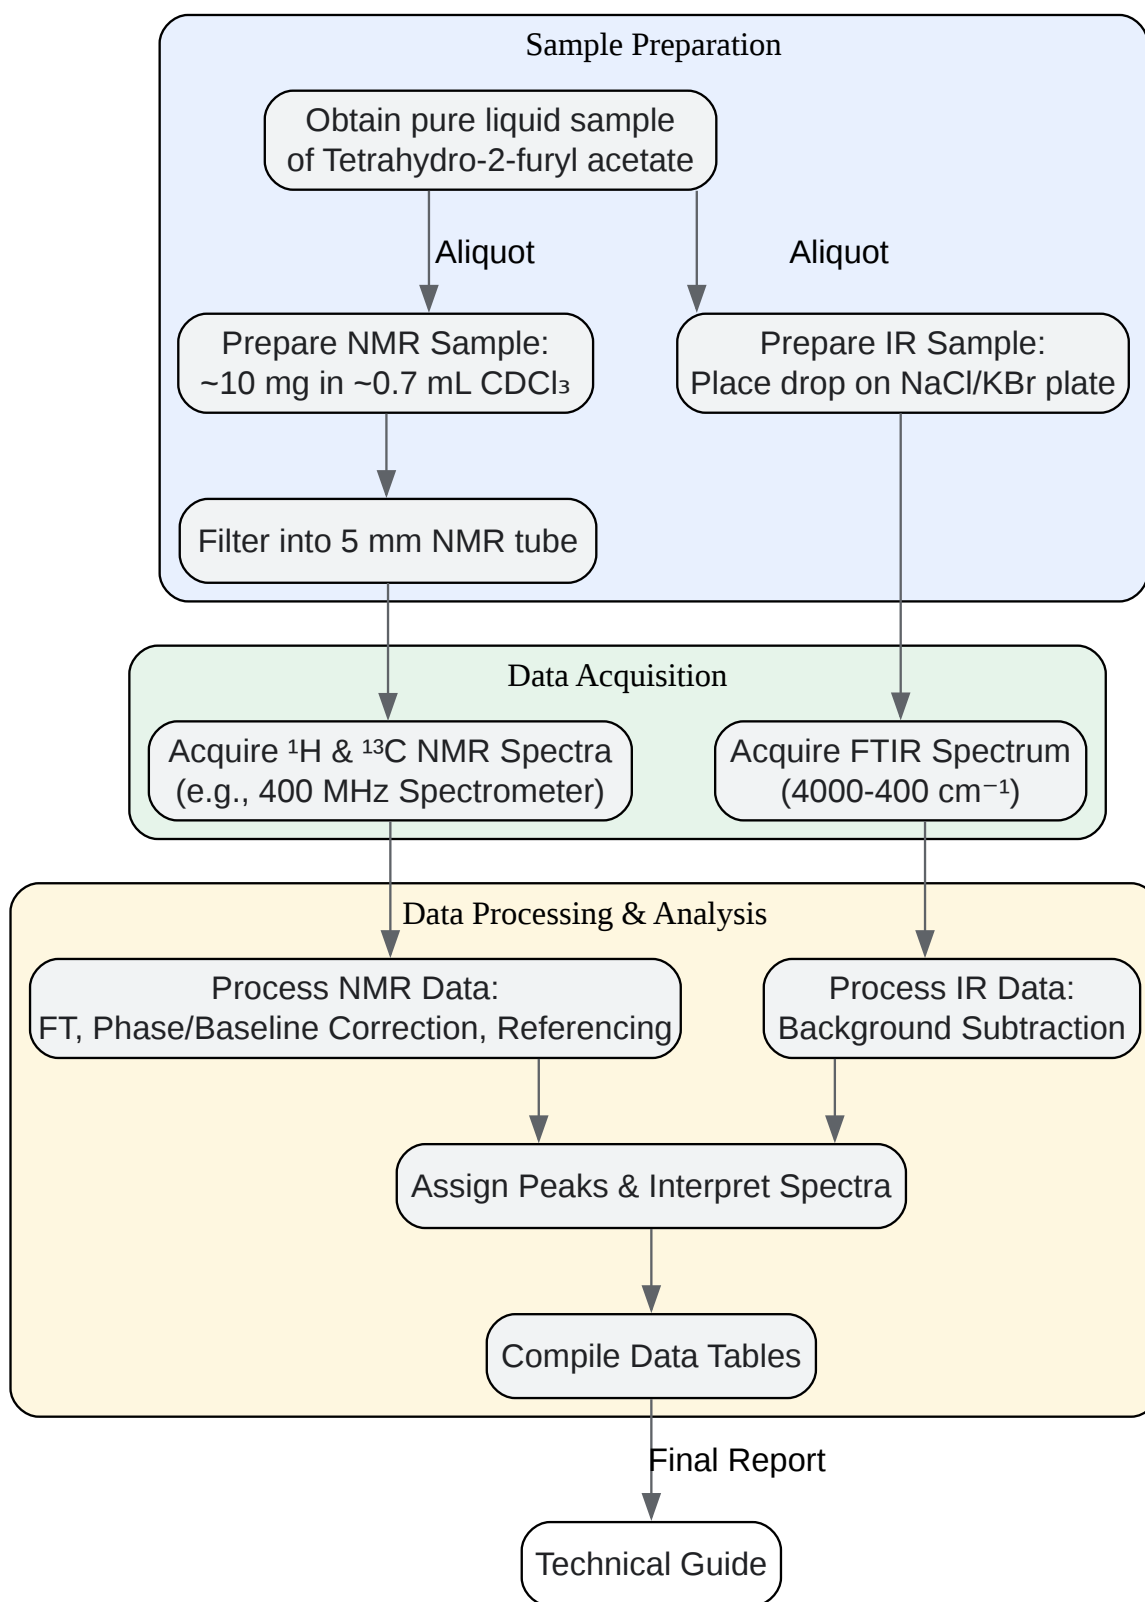 Sample Preparation
Obtain pure liquid sample
of Tetrahydro-2-furyl acetate
Aliquot
Aliquot
Prepare NMR Sample:
~10 mg in ~0.7 mL CDCl₃
Prepare IR Sample:
Place drop on NaCl/KBr plate
Filter into 5 mm NMR tube
Data Acquisition
Acquire ¹H & ¹³C NMR Spectra
(e.g., 400 MHz Spectrometer)
Acquire FTIR Spectrum
(4000-400 cm⁻¹)
Data Processing & Analysis
Process NMR Data:
FT, Phase/Baseline Correction, Referencing
Process IR Data:
Background Subtraction
Assign Peaks & Interpret Spectra
Compile Data Tables
Final Report
Technical Guide